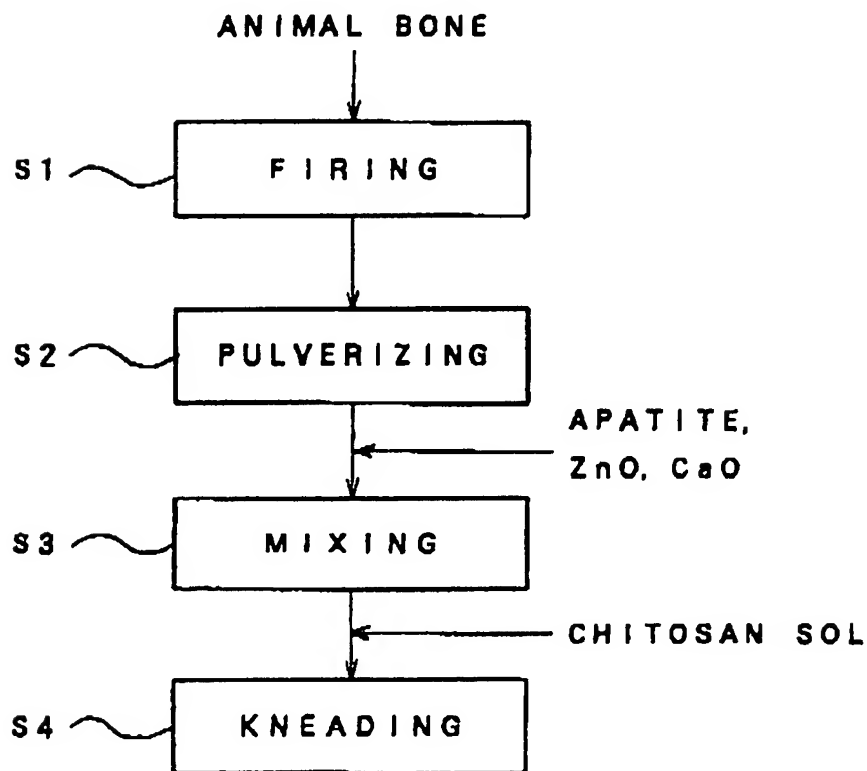 ANIMAL BONE
S1 FIRING
S2 PULVERIZING
APATITE,
ZnO, CaO
S3 MIXING
CHITOSAN SOL
S4 KNEADING